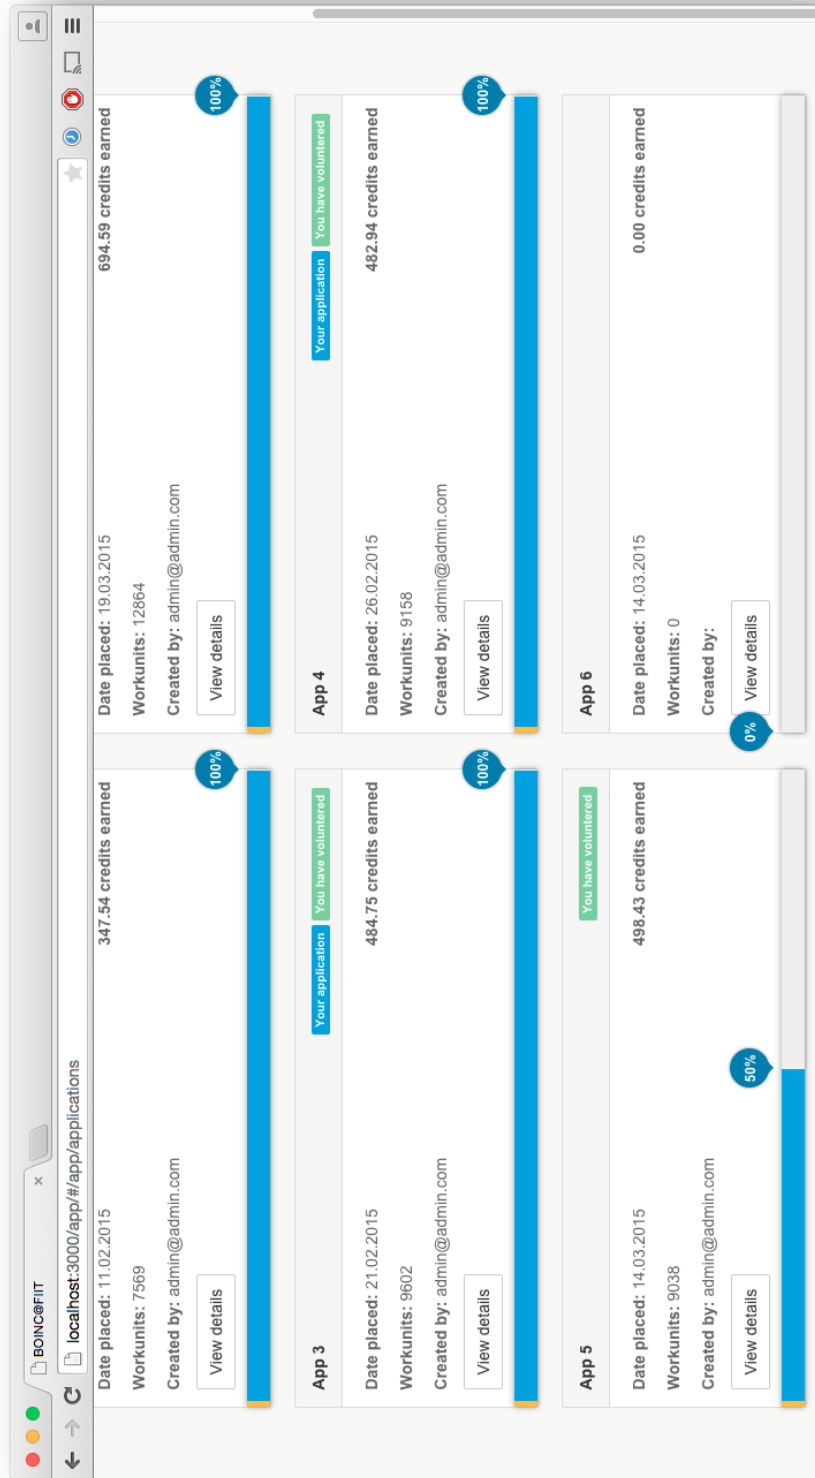 BOINC@FIIT
localhost:3000/app/#/app/applications
Date placed: 11.02.2015
347.54 credits earned
Workunits: 7569
Created by: admin@admin.com
View details
100%
Date placed: 19.03.2015
694.59 credits earned
Workunits: 12864
Created by: admin@admin.com
View details
100%
App 3
Your application
You have voluntered
Date placed: 21.02.2015
484.75 credits earned
Workunits: 9602
Created by: admin@admin.com
View details
100%
App 4
Your application
You have voluntered
Date placed: 26.02.2015
482.94 credits earned
Workunits: 9158
Created by: admin@admin.com
View details
100%
App 5
You have voluntered
Date placed: 14.03.2015
498.43 credits earned
Workunits: 9038
Created by: admin@admin.com
View details
50%
App 6
Date placed: 14.03.2015
0.00 credits earned
Workunits: 0
Created by:
View details
0%